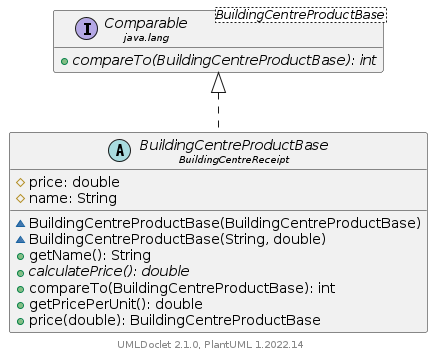 BuildingCentreProductBase
I Comparable
java.lang
compareTo(BuildingCentreProductBase): int
A BuildingCentreProductBase
BuildingCentreReceipt
price: double
name: String
BuildingCentreProductBase(BuildingCentreProductBase)
BuildingCentreProductBase(String, double)
getName(): String
calculatePrice(): double
compareTo(BuildingCentreProductBase): int
getPricePerUnit(): double
price(double): BuildingCentreProductBase
UMLDoclet 2.1.0, PlantUML 1.2022.14